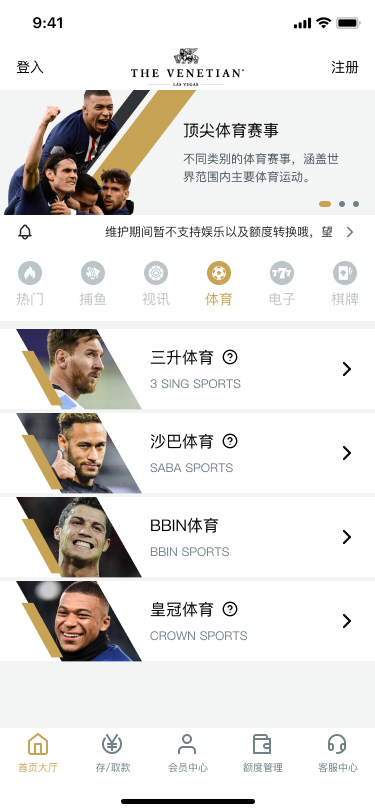 9:41
登入
THE VENETIAN®
LAS VEGAS
注册
顶尖体育赛事
不同类别的体育赛事，涵盖世
界范围内主要体育运动。
维护期间暂不支持娱乐以及额度转换哦，望
热门
捕鱼
视讯
体育
777
电子
棋牌
三升体育
3 SING SPORTS
沙巴体育
SABA SPORTS
BBIN体育
BBIN SPORTS
皇冠体育
CROWN SPORTS
首页大厅
存/取款
会员中心
额度管理
客服中心